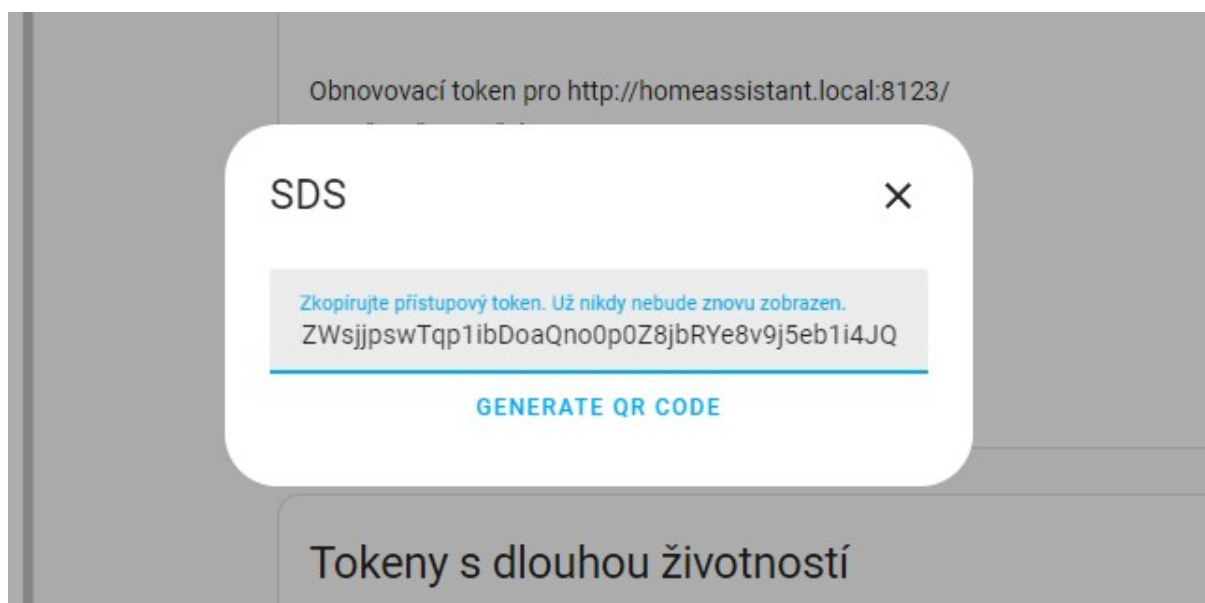 Obnovovací token pro http://homeassistant.local:8123/
SDS
Zkopírujte přístupový token. Už nikdy nebude znovu zobrazen.
ZWsjjpswTqp1ibDoaQno0p0Z8jbRYe8v9j5eb1i4JQ
GENERATE QR CODE
Tokeny s dlouhou životností